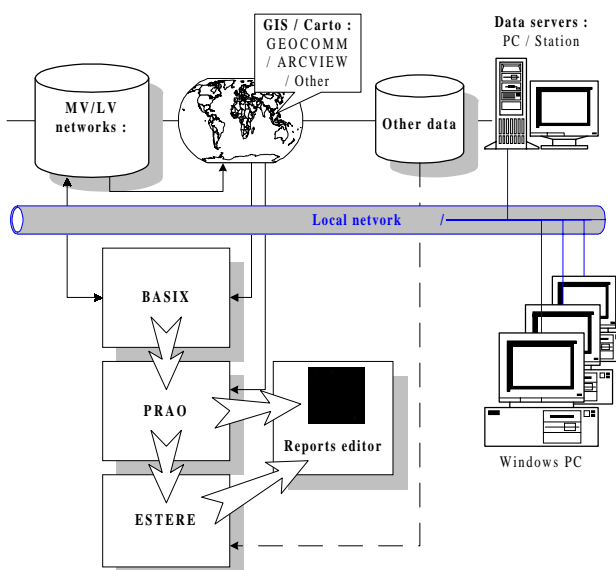 GIS / Carto :
GEOCOMM
/ ARCVIEW
/ Other
Data servers :
PC / Station
MV/LV
networks :
Other data
Local netvork /
BASIX
PRAO
Reports editor
ESTERE
Windows PC